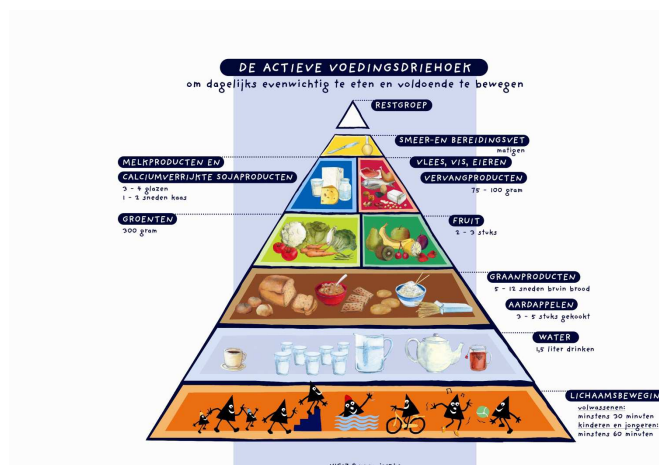 DE ACTIEVE VOEDINGSDRIEHOEK
om dagelijks evenwichtig te eten en voldoende te bewegen
RESTGROEP
SMEER-EN BEREIDINGSVET
matigen
MELKPRODUCTEN EN
CALCIUMVERRIJKTE SOJAPRODUCTEN
3 - 4 glazen
1 - 2 sneden kaas
VLEES, VIS, EIEREN
VERVANGPRODUCTEN
75 - 100 gram
GROENTEN
300 gram
FRUIT
2 - 3 stuks
GRAANPRODUCTEN
5 - 12 sneden bruin brood
AARDAPPELEN
3 - 5 stuks gekookt
WATER
1,5 liter drinken
LICHAAMSBEWEGIN
volwassenen:
minstens 30 minuten
kinderen en jongeren:
minstens 60 minuten